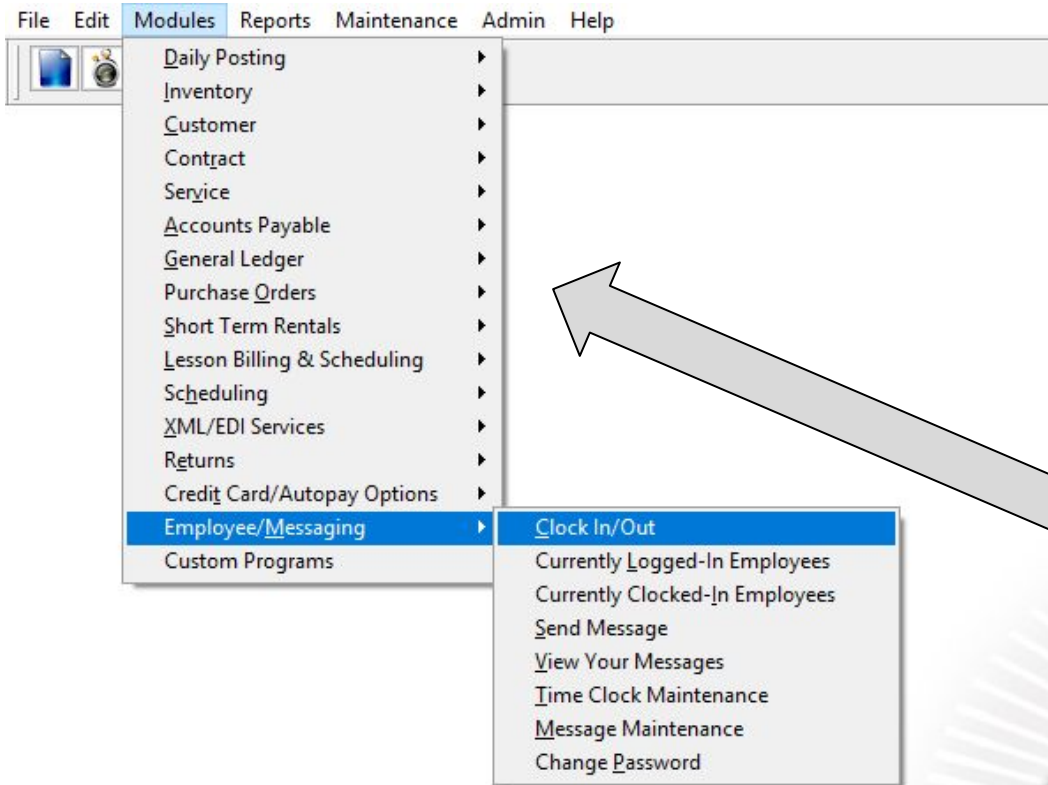 File Edit Modules Reports Maintenance Admin Help
Daily Posting
Inventory
Customer
Contract
Service
Accounts Payable
General Ledger
Purchase Orders
Short Term Rentals
Lesson Billing & Scheduling
Scheduling
XML/EDI Services
Returns
Credit Card/Autopay Options
Employee/Messaging
Custom Programs
Clock In/Out
Currently Logged-In Employees
Currently Clocked-In Employees
Send Message
View Your Messages
Time Clock Maintenance
Message Maintenance
Change Password